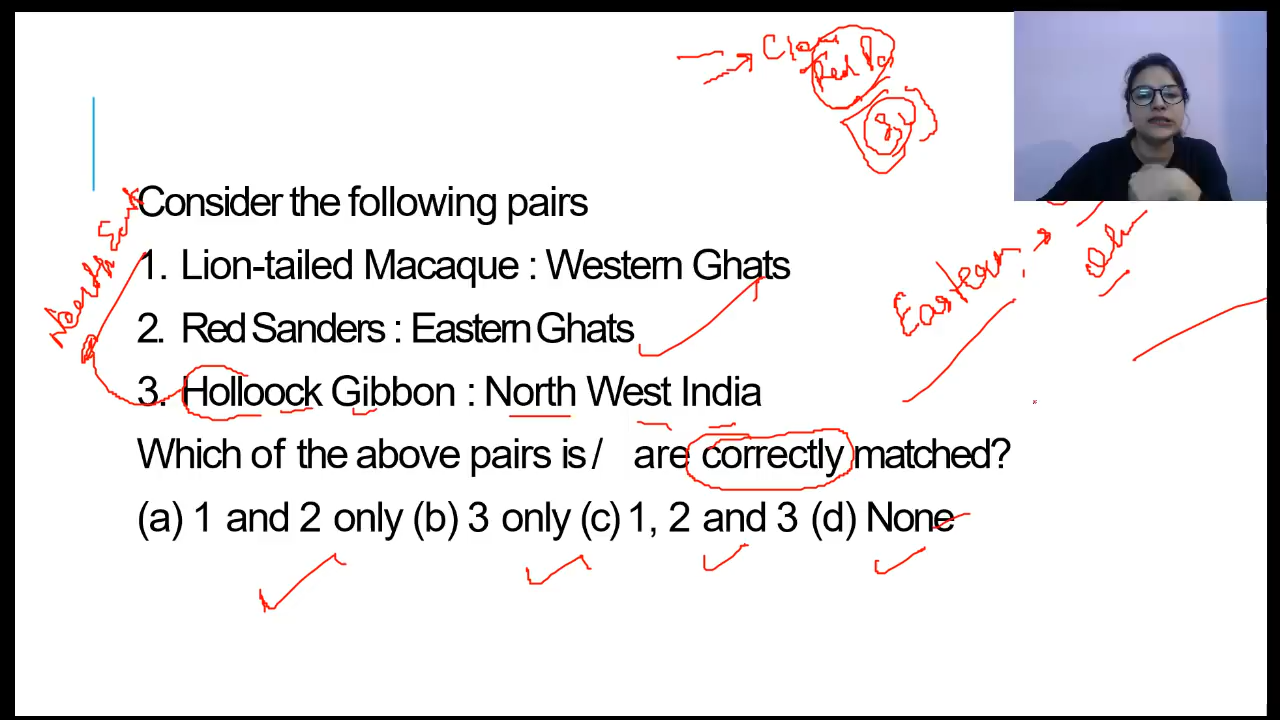 Consider the following pairs
1. Lion-tailed Macaque : Western Ghats
2. Red Sanders : Eastern Ghats
3. Holloock Gibbon : North West India
Which of the above pairs is / are correctly matched?
(a) 1 and 2 only (b) 3 only (c) 1, 2 and 3 (d) None
Eastern